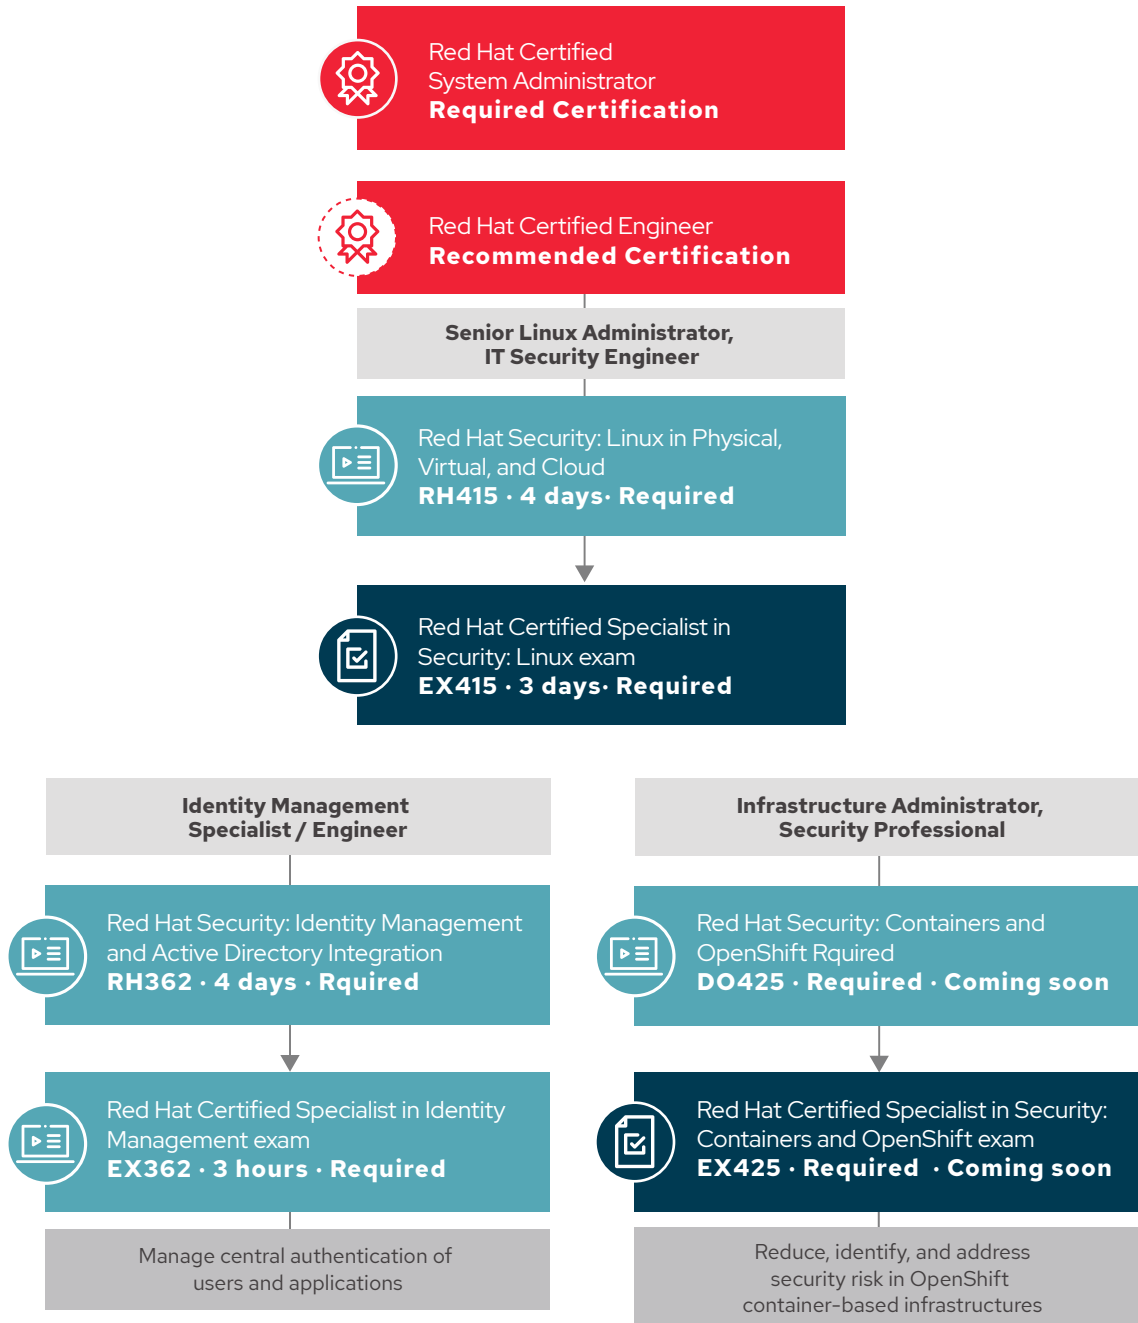 Red Hat Certified
System Administrator
Required Certification
Red Hat Certified Engineer
Recommended Certification
Senior Linux Administrator,
IT Security Engineer
Red Hat Security: Linux in Physical,
Virtual, and Cloud
RH415 · 4 days· Required
Red Hat Certified Specialist in
Security: Linux exam
EX415 · 3 days· Required
Identity Management
Specialist / Engineer
Red Hat Security: Identity Management
and Active Directory Integration
RH362 · 4 days · Rquired
Red Hat Certified Specialist in Identity
Management exam
EX362 · 3 hours · Required
Manage central authentication of
users and applications
Infrastructure Administrator,
Security Professional
Red Hat Security: Containers and
OpenShift Rquired
DO425 · Required · Coming soon
Red Hat Certified Specialist in Security:
Containers and OpenShift exam
EX425 · Required · Coming soon
Reduce, identify, and address
security risk in OpenShift
container-based infrastructures